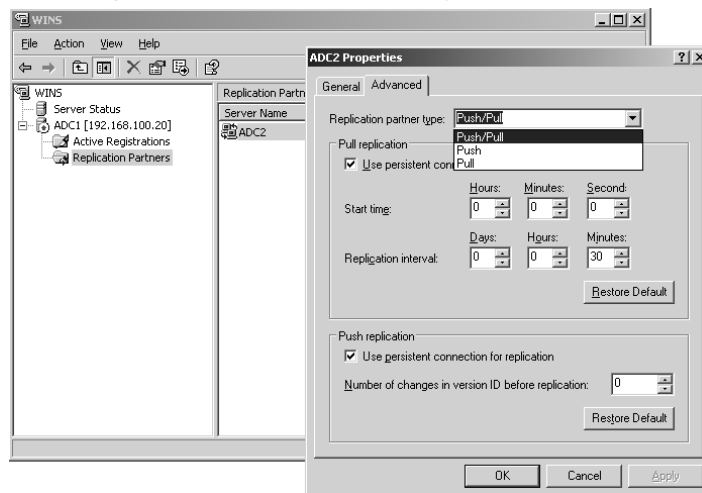 WINS
File Action View Help
WINS
Server Status
ADC1 [192.168.100.20]
Active Registrations
Replication Partners
Replication Partn
Server Name
ADC2
ADC2 Properties
General Advanced
Replication partner type: Push/Pull
Push/Pull
Push
Pull
Pull replication
Use persistent con
Hours: Minutes: Second:
Start time: 0 0 0
Days: Hours: Minutes:
Replication interval: 0 0 30
Restore Default
Push replication
Use persistent connection for replication
Number of changes in version ID before replication: 0
Restore Default
OK Cancel Apply